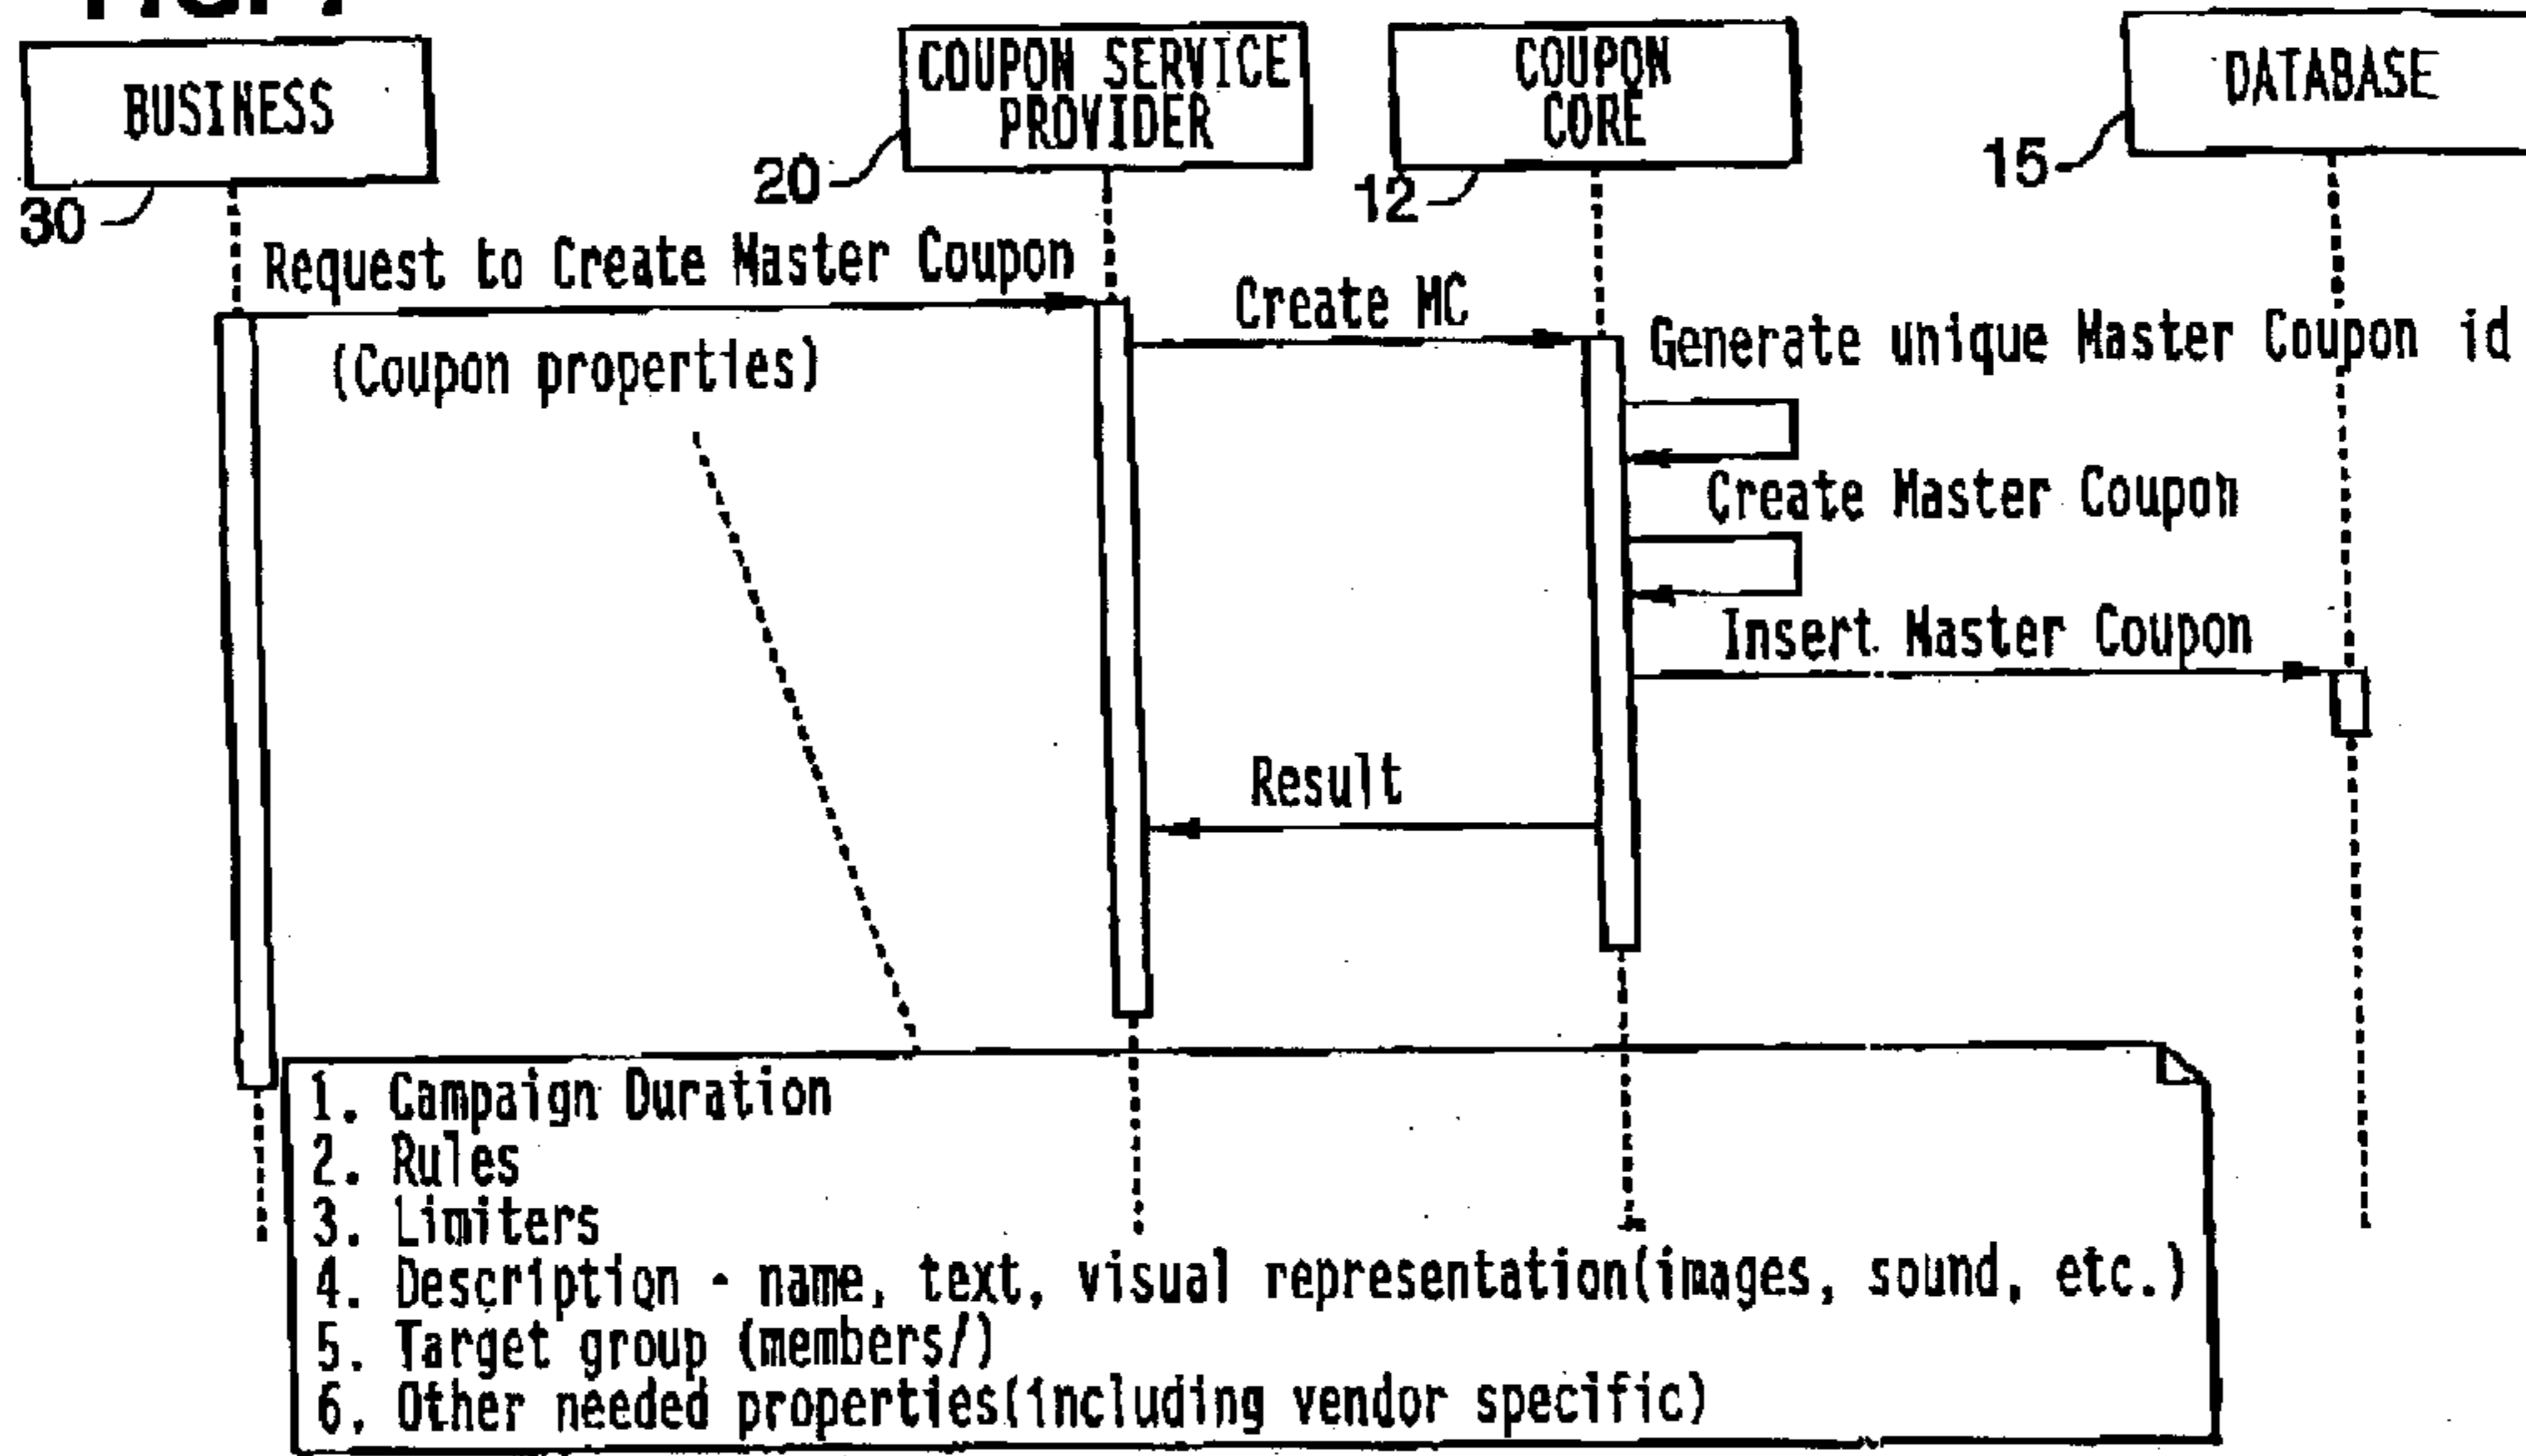 BUSINESS
30
COUPON SERVICE
PROVIDER
20
COUPON
CORE
12
DATABASE
15
Request to Create Master Coupon
(Coupon properties)
Create MC
Generate unique Master Coupon id
Create Master Coupon
Insert Master Coupon
Result
1. Campaign Duration
2. Rules
3. Limiters
4. Description - name, text, visual representation(images, sound, etc.)
5. Target group (members/)
6. Other needed properties(including vendor specific)